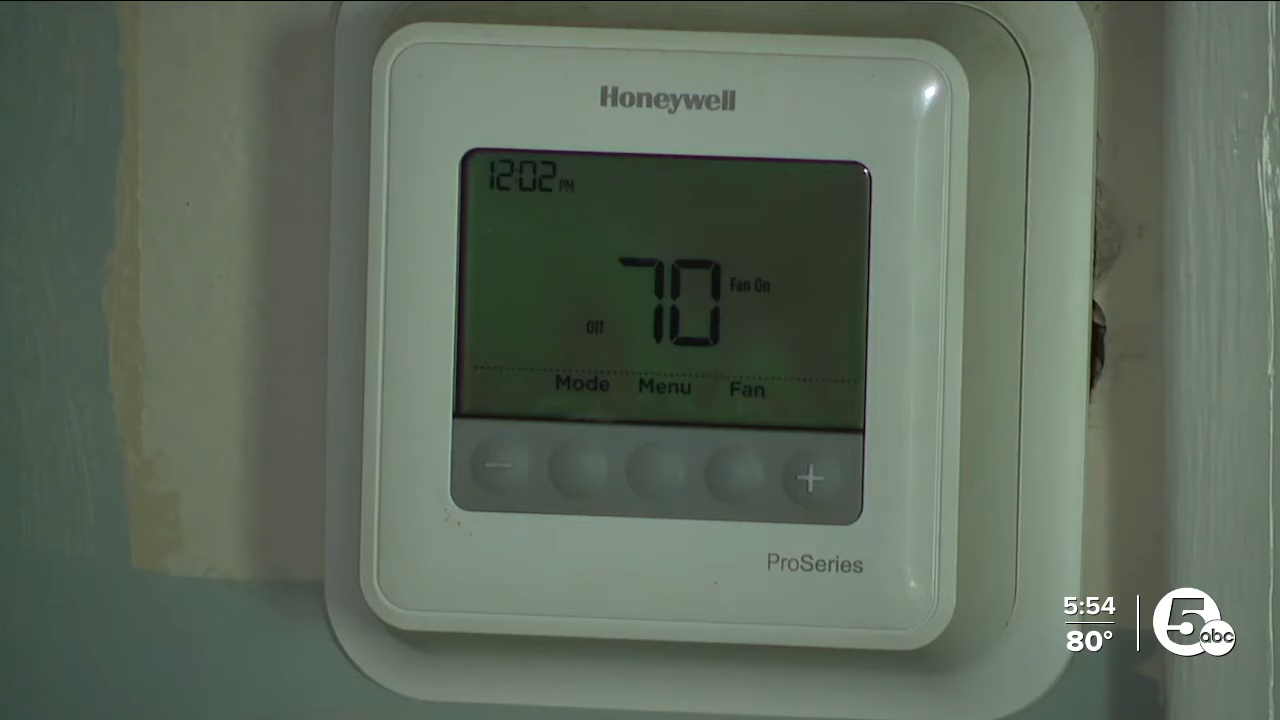 Honeywell
12:02 PM
70
Fan On
Off
Mode Menu Fan
− +
ProSeries
5:54
80°
5 abc